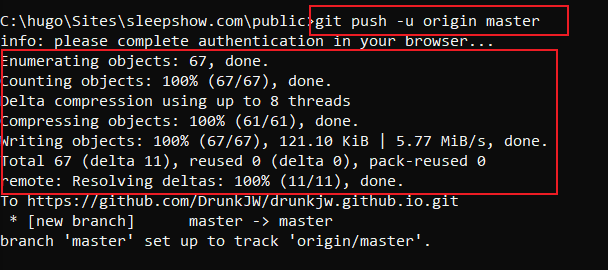 C:\hugo\Sites\sleepshow.com\public>git push -u origin master
info: please complete authentication in your browser...
Enumerating objects: 67, done.
Counting objects: 100% (67/67), done.
Delta compression using up to 8 threads
Compressing objects: 100% (61/61), done.
Writing objects: 100% (67/67), 121.10 KiB | 5.77 MiB/s, done.
Total 67 (delta 11), reused 0 (delta 0), pack-reused 0
remote: Resolving deltas: 100% (11/11), done.
To https://github.com/DrunkJW/drunkjw.github.io.git
 * [new branch]      master -> master
branch 'master' set up to track 'origin/master'.